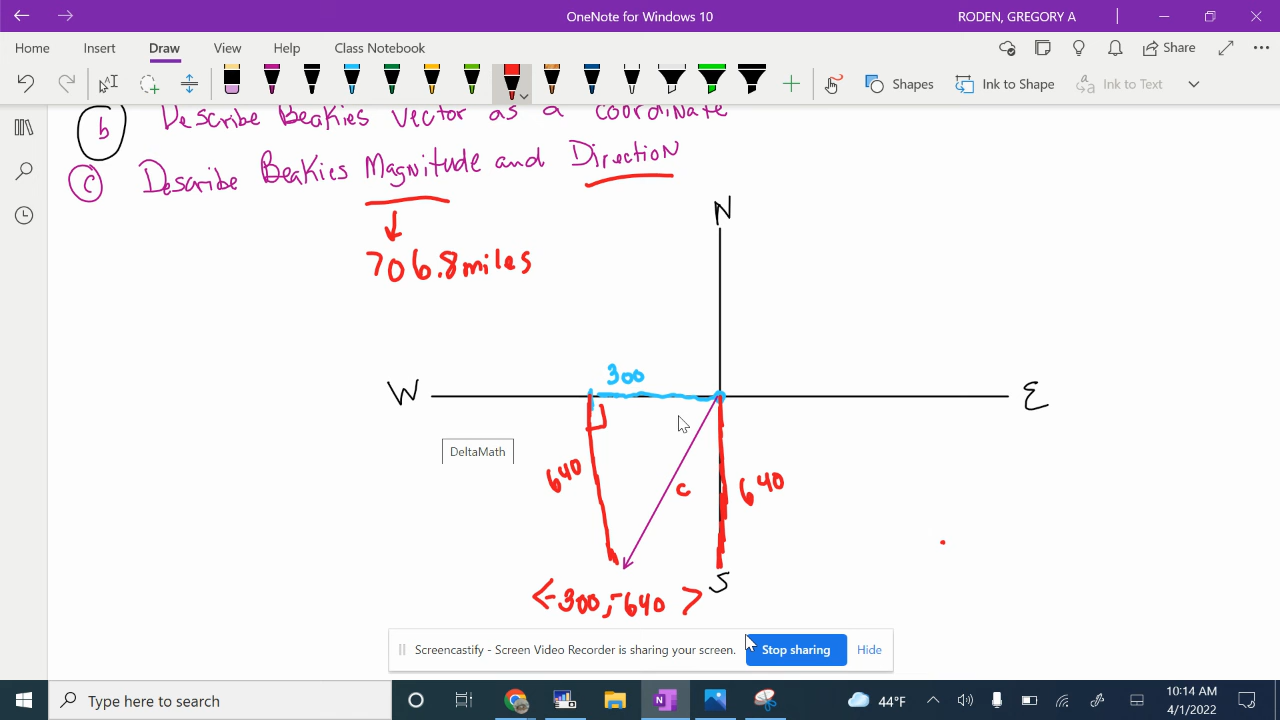 OneNote for Windows 10
RODEN, GREGORY A
Home Insert Draw View Help Class Notebook Share
Shapes Ink to Shape Ink to Text
b Describe Beakies Vector as a Coordinate
c Describe Beakies Magnitude and Direction
706.8 miles
N
300
W
E
DeltaMath
640
c
640
S
<-300, -640>
Screencastify - Screen Video Recorder is sharing your screen. Stop sharing Hide
Type here to search
44°F
10:14 AM
4/1/2022